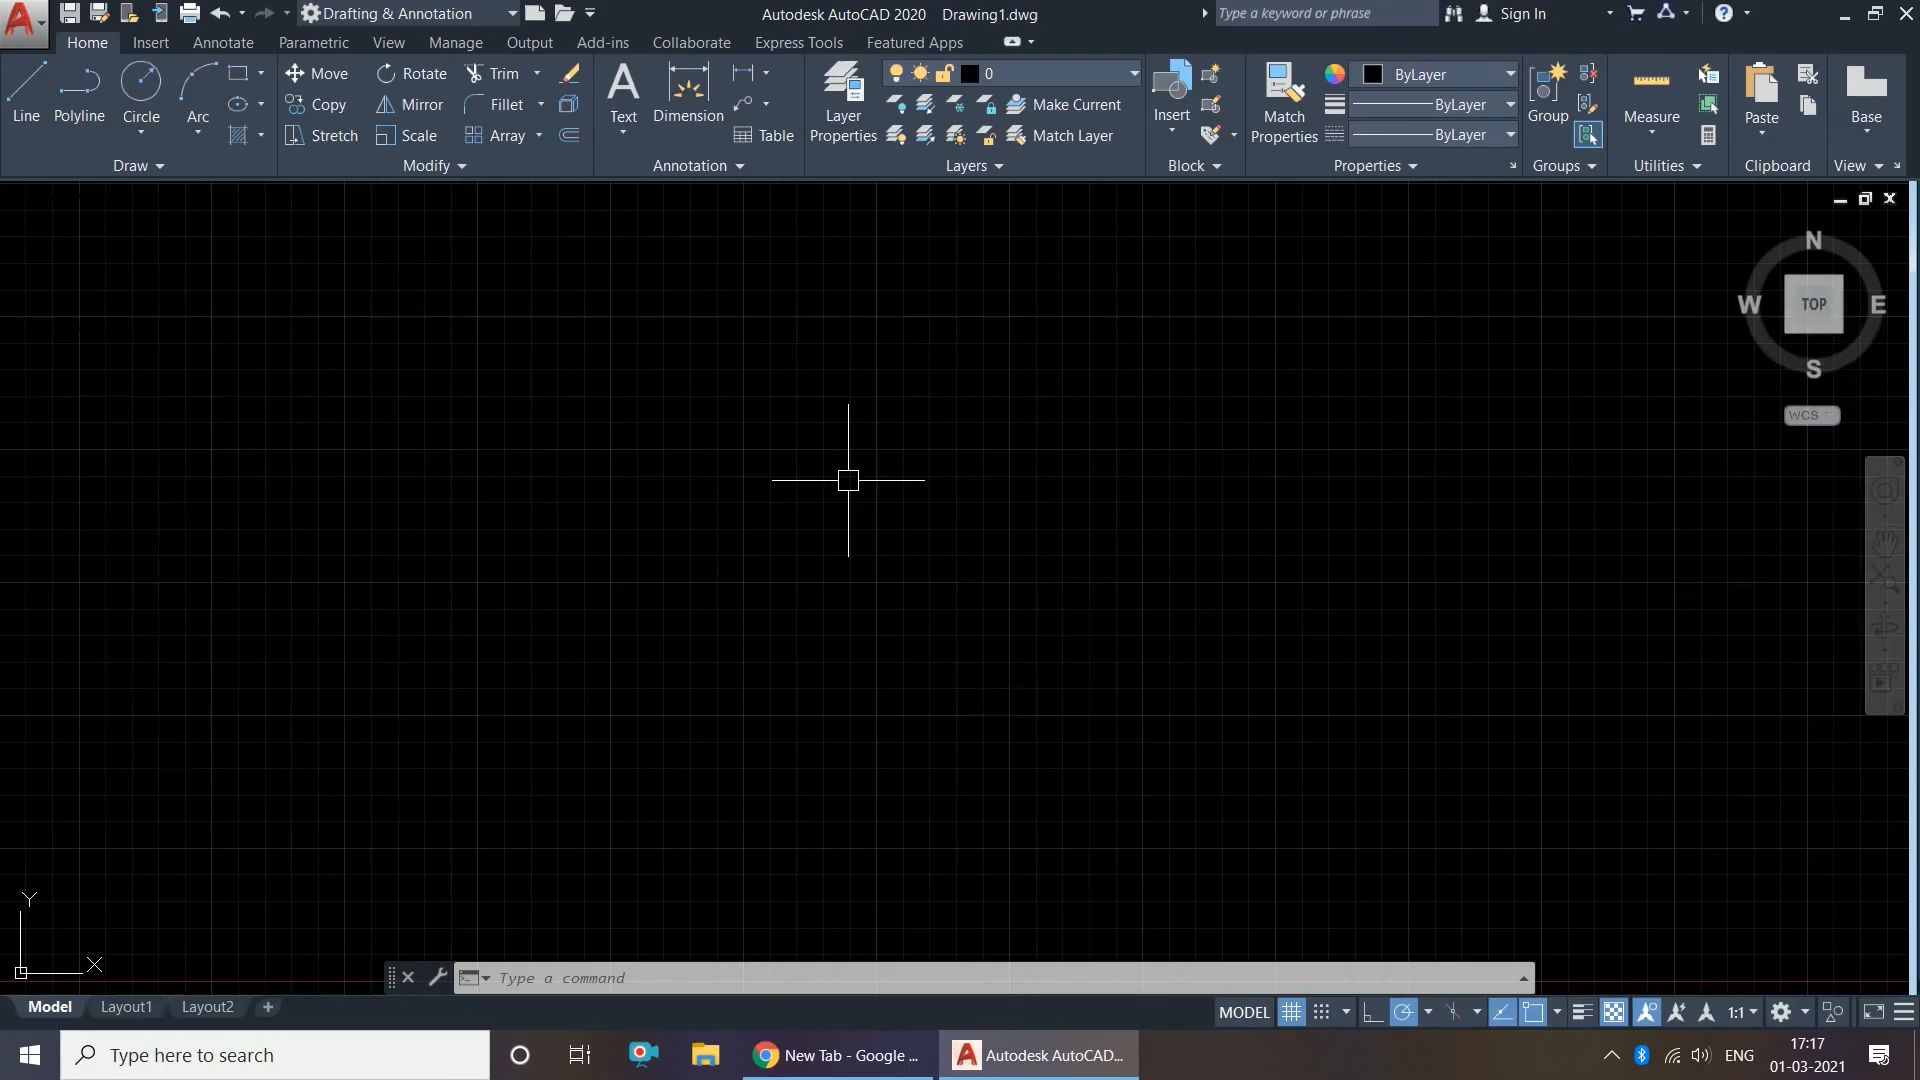 Drafting & Annotation
Autodesk AutoCAD 2020 Drawing1.dwg
Type a keyword or phrase
Sign In
Home Insert Annotate Parametric View Manage Output Add-ins Collaborate Express Tools Featured Apps
Line Polyline Circle Arc
Move Rotate Trim
Copy Mirror Fillet
Stretch Scale Array
Text Dimension
Table
Layer
Properties
0
Make Current
Match Layer
Insert
Match
Properties
ByLayer
ByLayer
ByLayer
Group
Measure
Paste
Base
Draw Modify Annotation Layers Block Properties Groups Utilities Clipboard View
N
W TOP E
S
WCS
Y
X
Type a command
Model Layout1 Layout2 +
MODEL 1:1
Type here to search
New Tab - Google ...
Autodesk AutoCAD...
ENG
17:17
01-03-2021